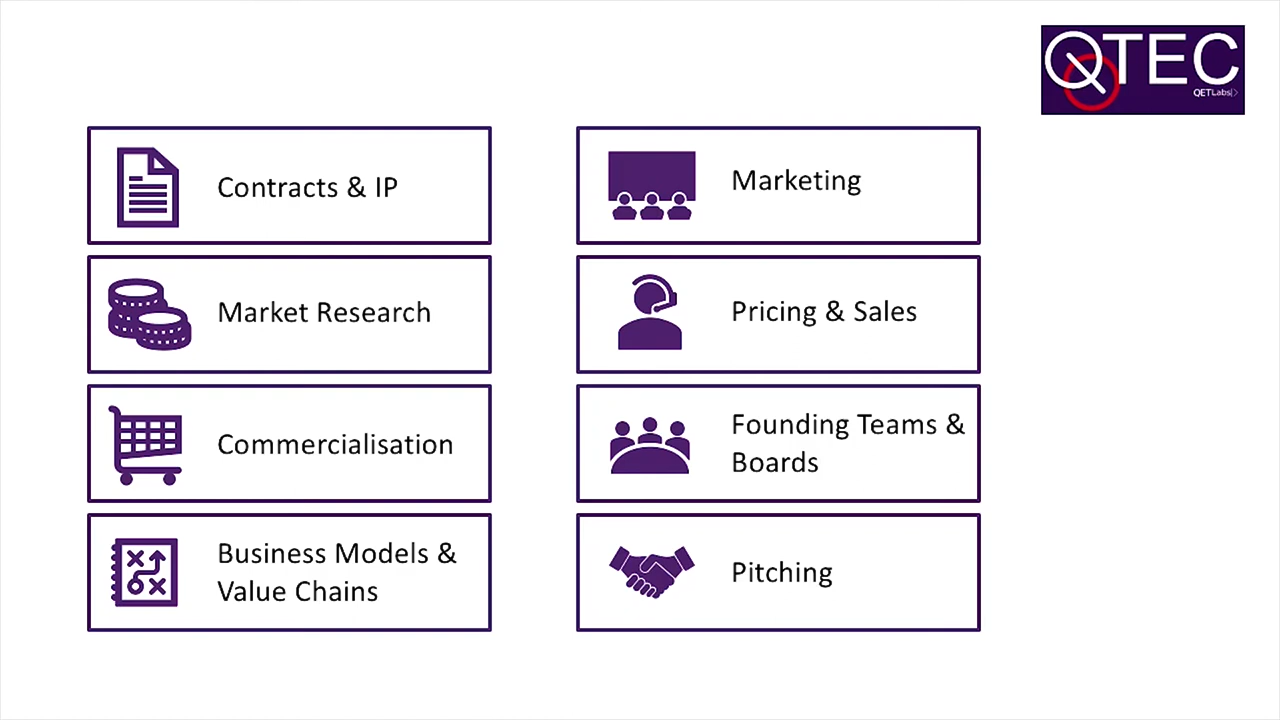 QTEC
QETLabs
Contracts & IP
Market Research
Commercialisation
Business Models &
Value Chains
Marketing
Pricing & Sales
Founding Teams &
Boards
Pitching